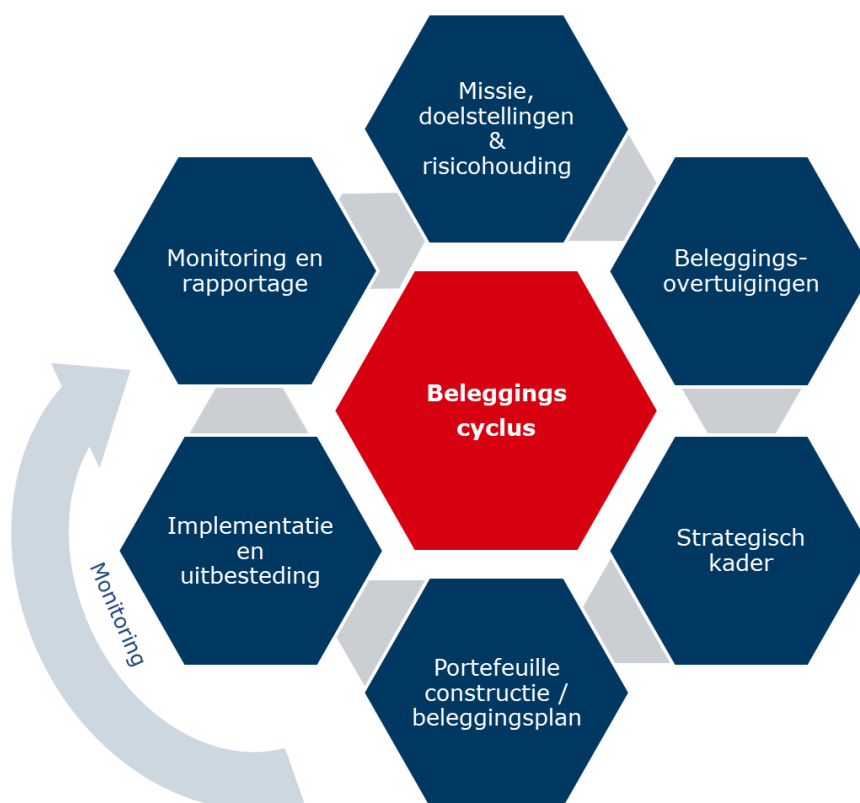 Missie,
doelstellingen
&
risicohouding
Beleggings-
overtuigingen
Strategisch
kader
Portefeuille
constructie /
beleggingsplan
Implementatie
en
uitbesteding
Monitoring en
rapportage
Beleggings
cyclus
Monitoring